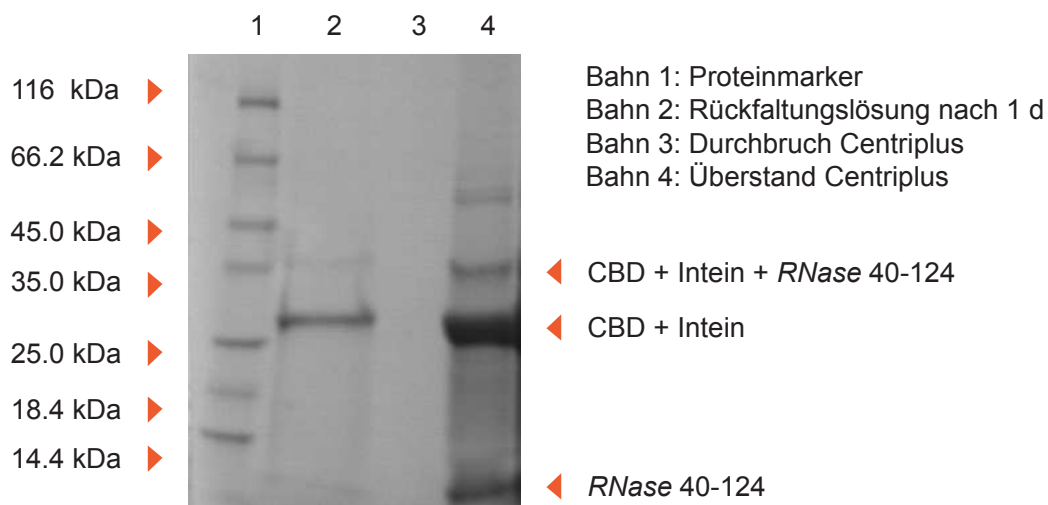 1 2 3 4
116 kDa
66.2 kDa
45.0 kDa
35.0 kDa
25.0 kDa
18.4 kDa
14.4 kDa
Bahn 1: Proteinmarker
Bahn 2: Rückfaltungslösung nach 1 d
Bahn 3: Durchbruch Centriplus
Bahn 4: Überstand Centriplus
CBD + Intein + RNase 40-124
CBD + Intein
RNase 40-124